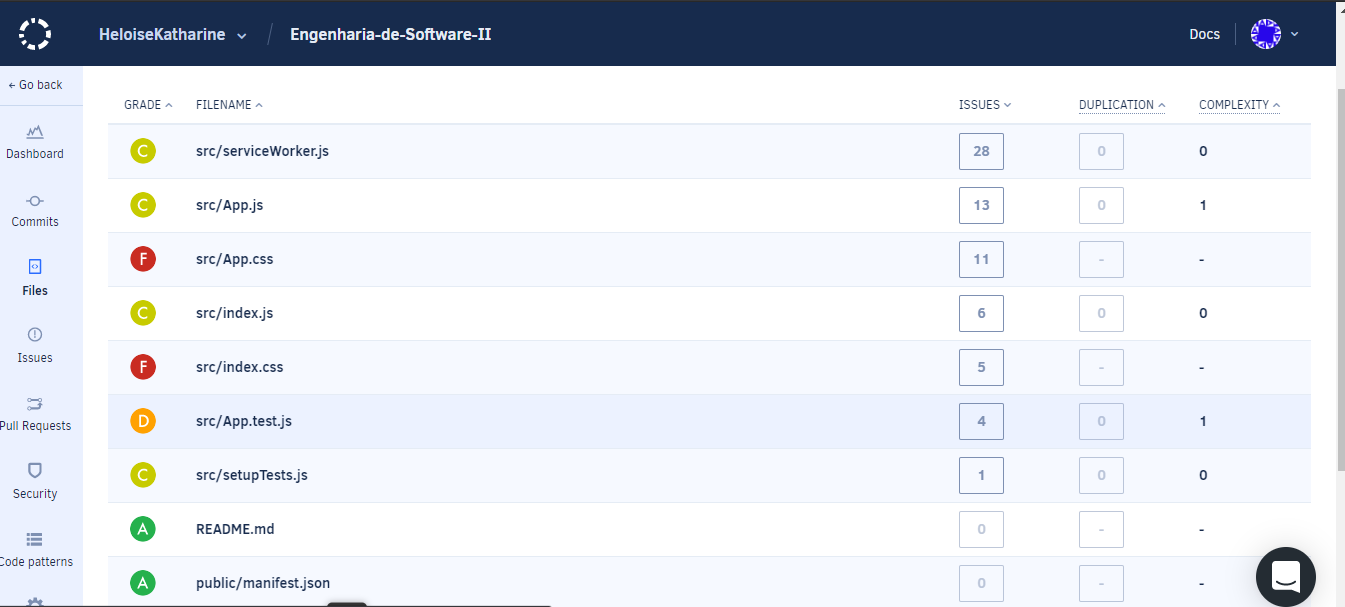 HeloiseKatharine / Engenharia-de-Software-II Docs
← Go back
GRADE FILENAME ISSUES DUPLICATION COMPLEXITY
Dashboard
C src/serviceWorker.js 28 0 0
Commits
C src/App.js 13 0 1
Files
F src/App.css 11 - -
Issues
C src/index.js 6 0 0
F src/index.css 5 - -
Pull Requests
D src/App.test.js 4 0 1
Security
C src/setupTests.js 1 0 0
A README.md 0 - -
Code patterns
A public/manifest.json 0 - -